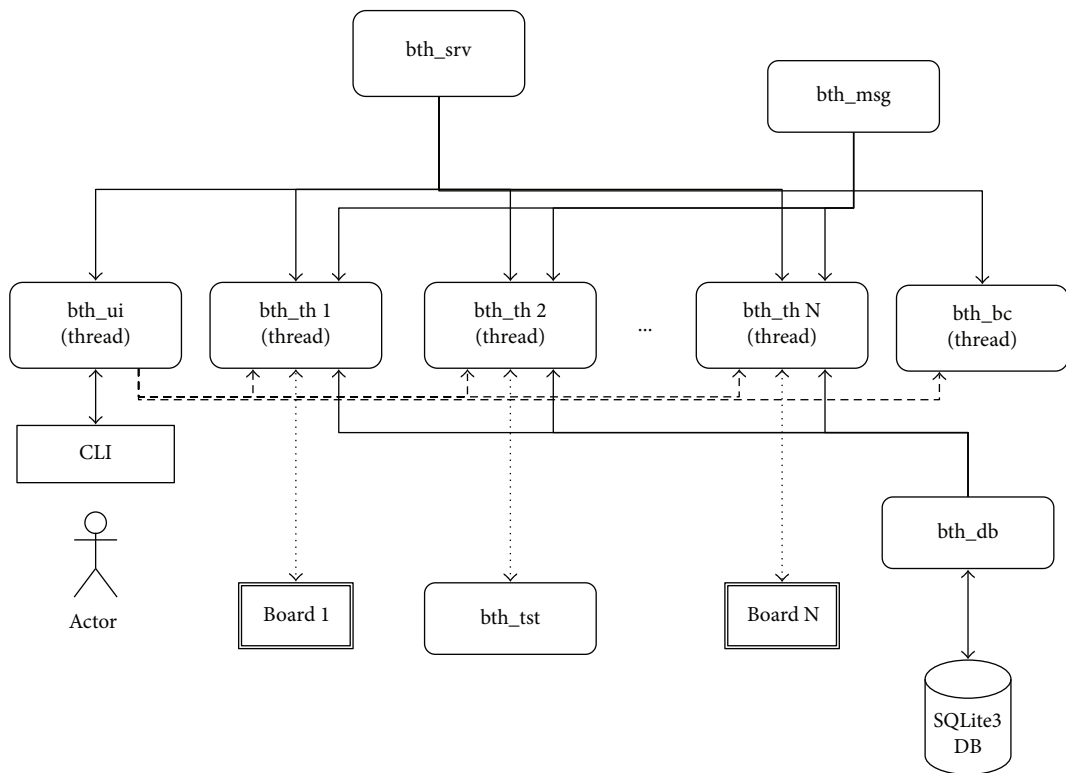 bth_srv
bth_msg
bth_ui
(thread)
bth_th 1
(thread)
bth_th 2
(thread)
...
bth_th N
(thread)
bth_bc
(thread)
CLI
bth_db
Actor
Board 1
bth_tst
Board N
SQLite3
DB